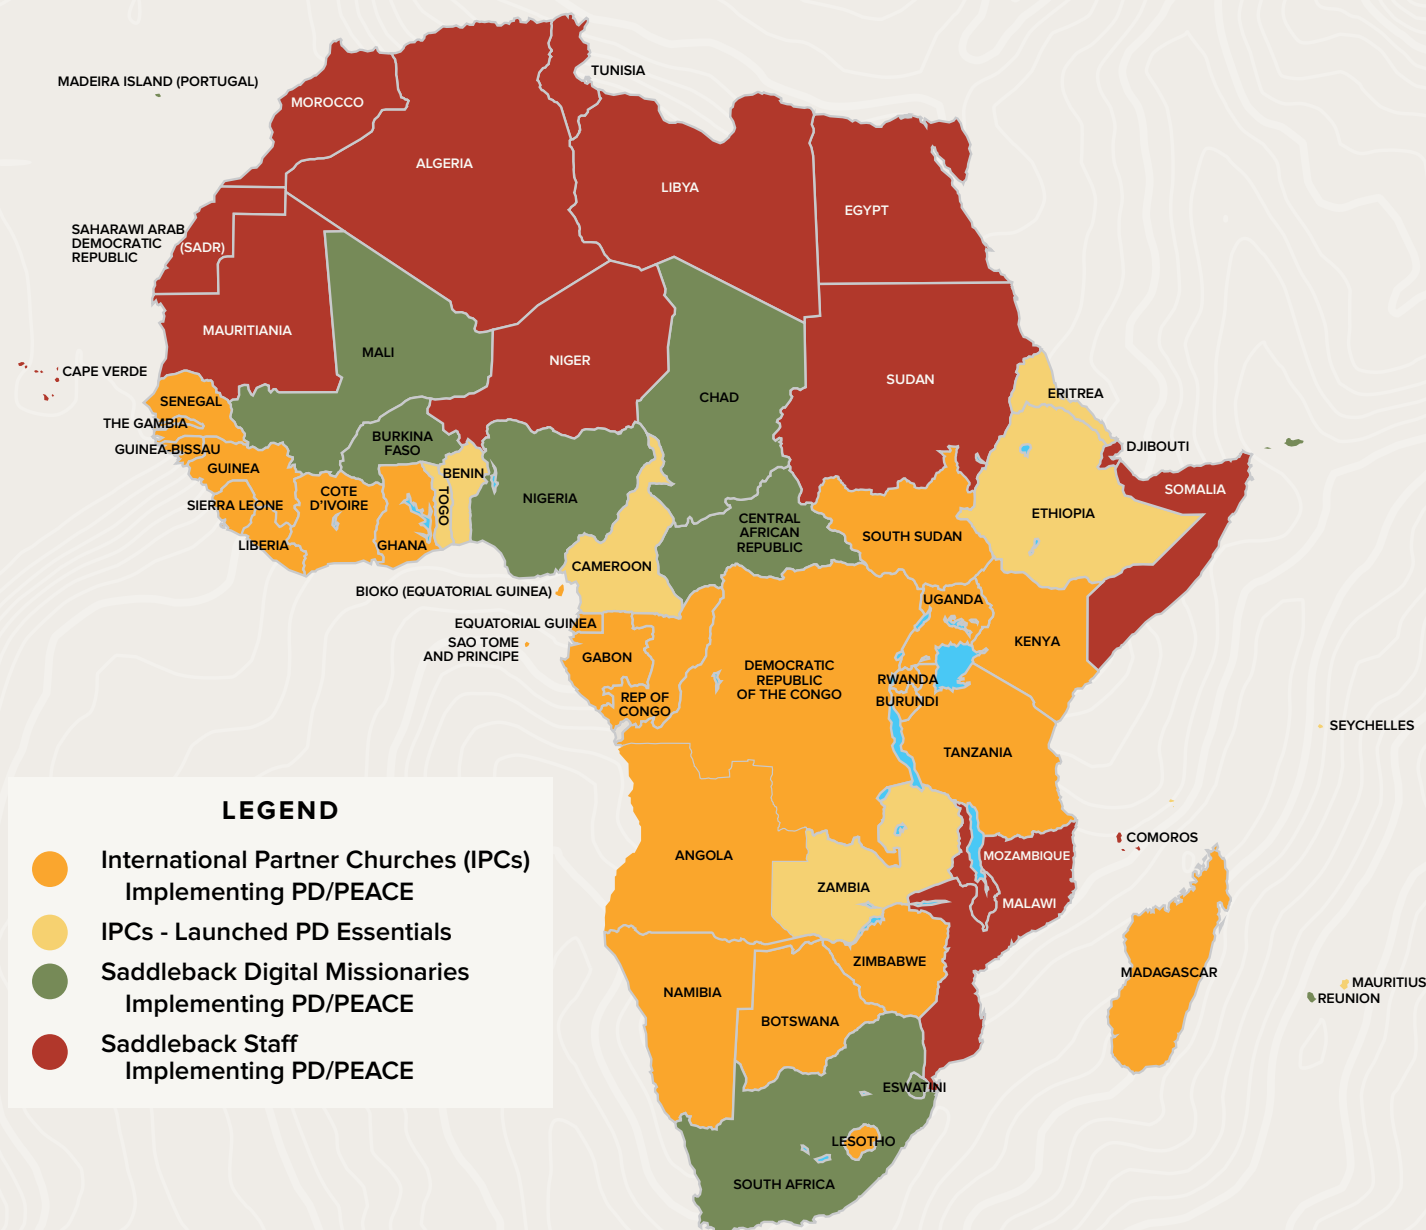 TUNISIA
MADEIRA ISLAND (PORTUGAL)
MOROCCO
ALGERIA
LIBYA
EGYPT
SAHARAWI ARAB
DEMOCRATIC
REPUBLIC
(SADR)
MAURITIANIA
MALI
NIGER
CHAD
SUDAN
CAPE VERDE
ERITREA
SENEGAL
THE GAMBIA
GUINEA-BISSAU
GUINEA
BURKINA
FASO
DJIBOUTI
BENIN
TOGO
NIGERIA
SOMALIA
SIERRA LEONE
COTE
D'IVOIRE
LIBERIA
GHANA
CENTRAL
AFRICAN
REPUBLIC
SOUTH SUDAN
ETHIOPIA
CAMEROON
BIOKO (EQUATORIAL GUINEA)
EQUATORIAL GUINEA
SAO TOME
AND PRINCIPE
GABON
REP OF
CONGO
DEMOCRATIC
REPUBLIC
OF THE CONGO
UGANDA
KENYA
RWANDA
BURUNDI
TANZANIA
SEYCHELLES
ANGOLA
ZAMBIA
MOZAMBIQUE
MALAWI
COMOROS
ZIMBABWE
NAMIBIA
BOTSWANA
MADAGASCAR
MAURITIUS
REUNION
ESWATINI
LESOTHO
SOUTH AFRICA
LEGEND
International Partner Churches (IPCs)
Implementing PD/PEACE
IPCs - Launched PD Essentials
Saddleback Digital Missionaries
Implementing PD/PEACE
Saddleback Staff
Implementing PD/PEACE